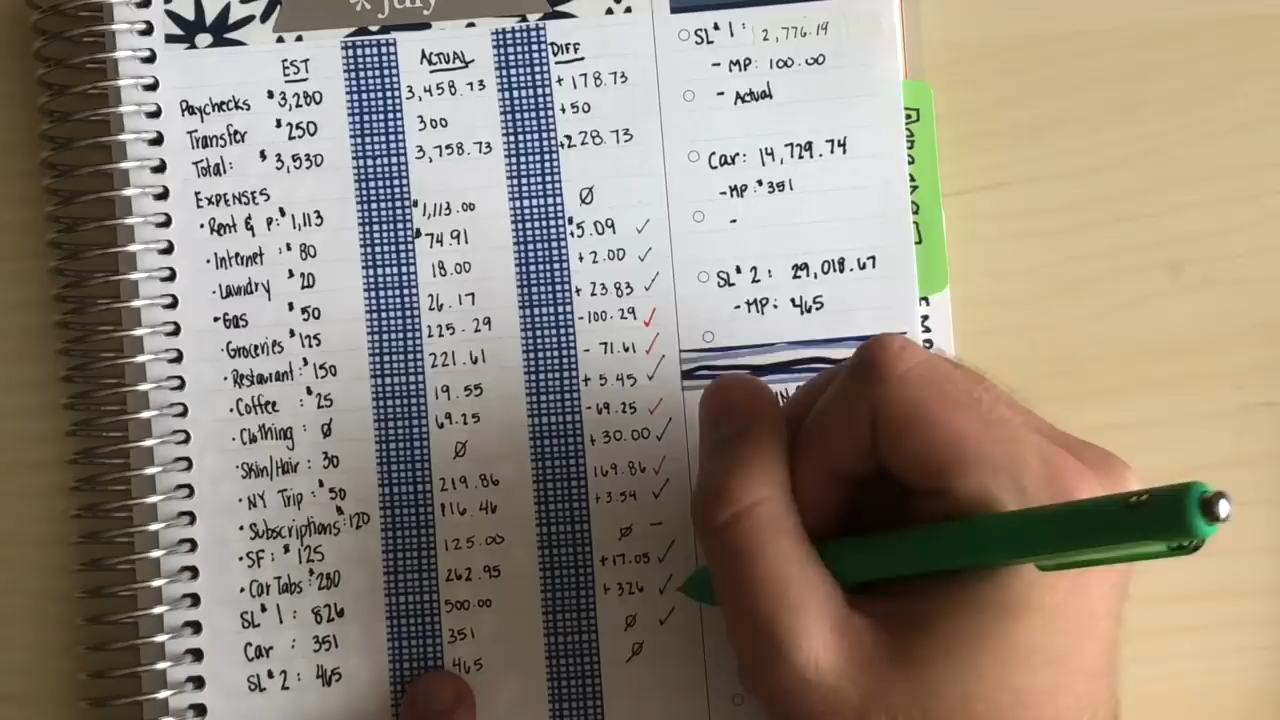 * July
EST ACTUAL DIFF
Paychecks $3,280 3,458.73 +178.73
Transfer $250 300 +50
Total: $3,530 3,758.73 +228.73
EXPENSES
• Rent & p: $1,113 $1,113.00 Ø
• Internet: $80 $74.91 +5.09 ✓
• Laundry $20 18.00 +2.00 ✓
• Gas $50 26.17 +23.83 ✓
• Groceries $125 225.29 -100.29 ✓
• Restaurant: $150 221.61 -71.61 ✓
• Coffee: $25 19.55 +5.45 ✓
• Clothing: Ø 69.25 -69.25 ✓
• Skin/Hair: 30 Ø +30.00 ✓
• NY Trip: $50 219.86 169.86 ✓
• Subscriptions: $120 116.46 +3.54 ✓
• SF: $125 125.00 Ø -
• Car Tabs: $280 262.95 +17.05 ✓
SL#1: 826 500.00 +326 ✓
Car: 351 351 Ø ✓
SL#2: 465 465 Ø
SL#1: 2,776.19
- MP: 100.00
- Actual
Car: 14,729.74
- MP: $351
-
SL#2: 29,018.67
- MP: 465